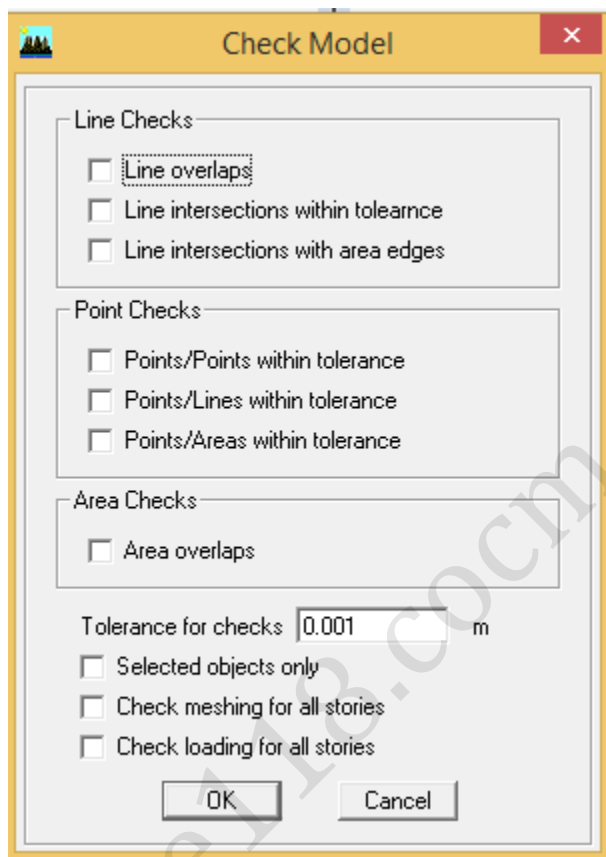 Check Model
Line Checks
Line overlaps
Line intersections within tolearnce
Line intersections with area edges
Point Checks
Points/Points within tolerance
Points/Lines within tolerance
Points/Areas within tolerance
Area Checks
Area overlaps
Tolerance for checks 0.001 m
Selected objects only
Check meshing for all stories
Check loading for all stories
OK Cancel
e118.cocm